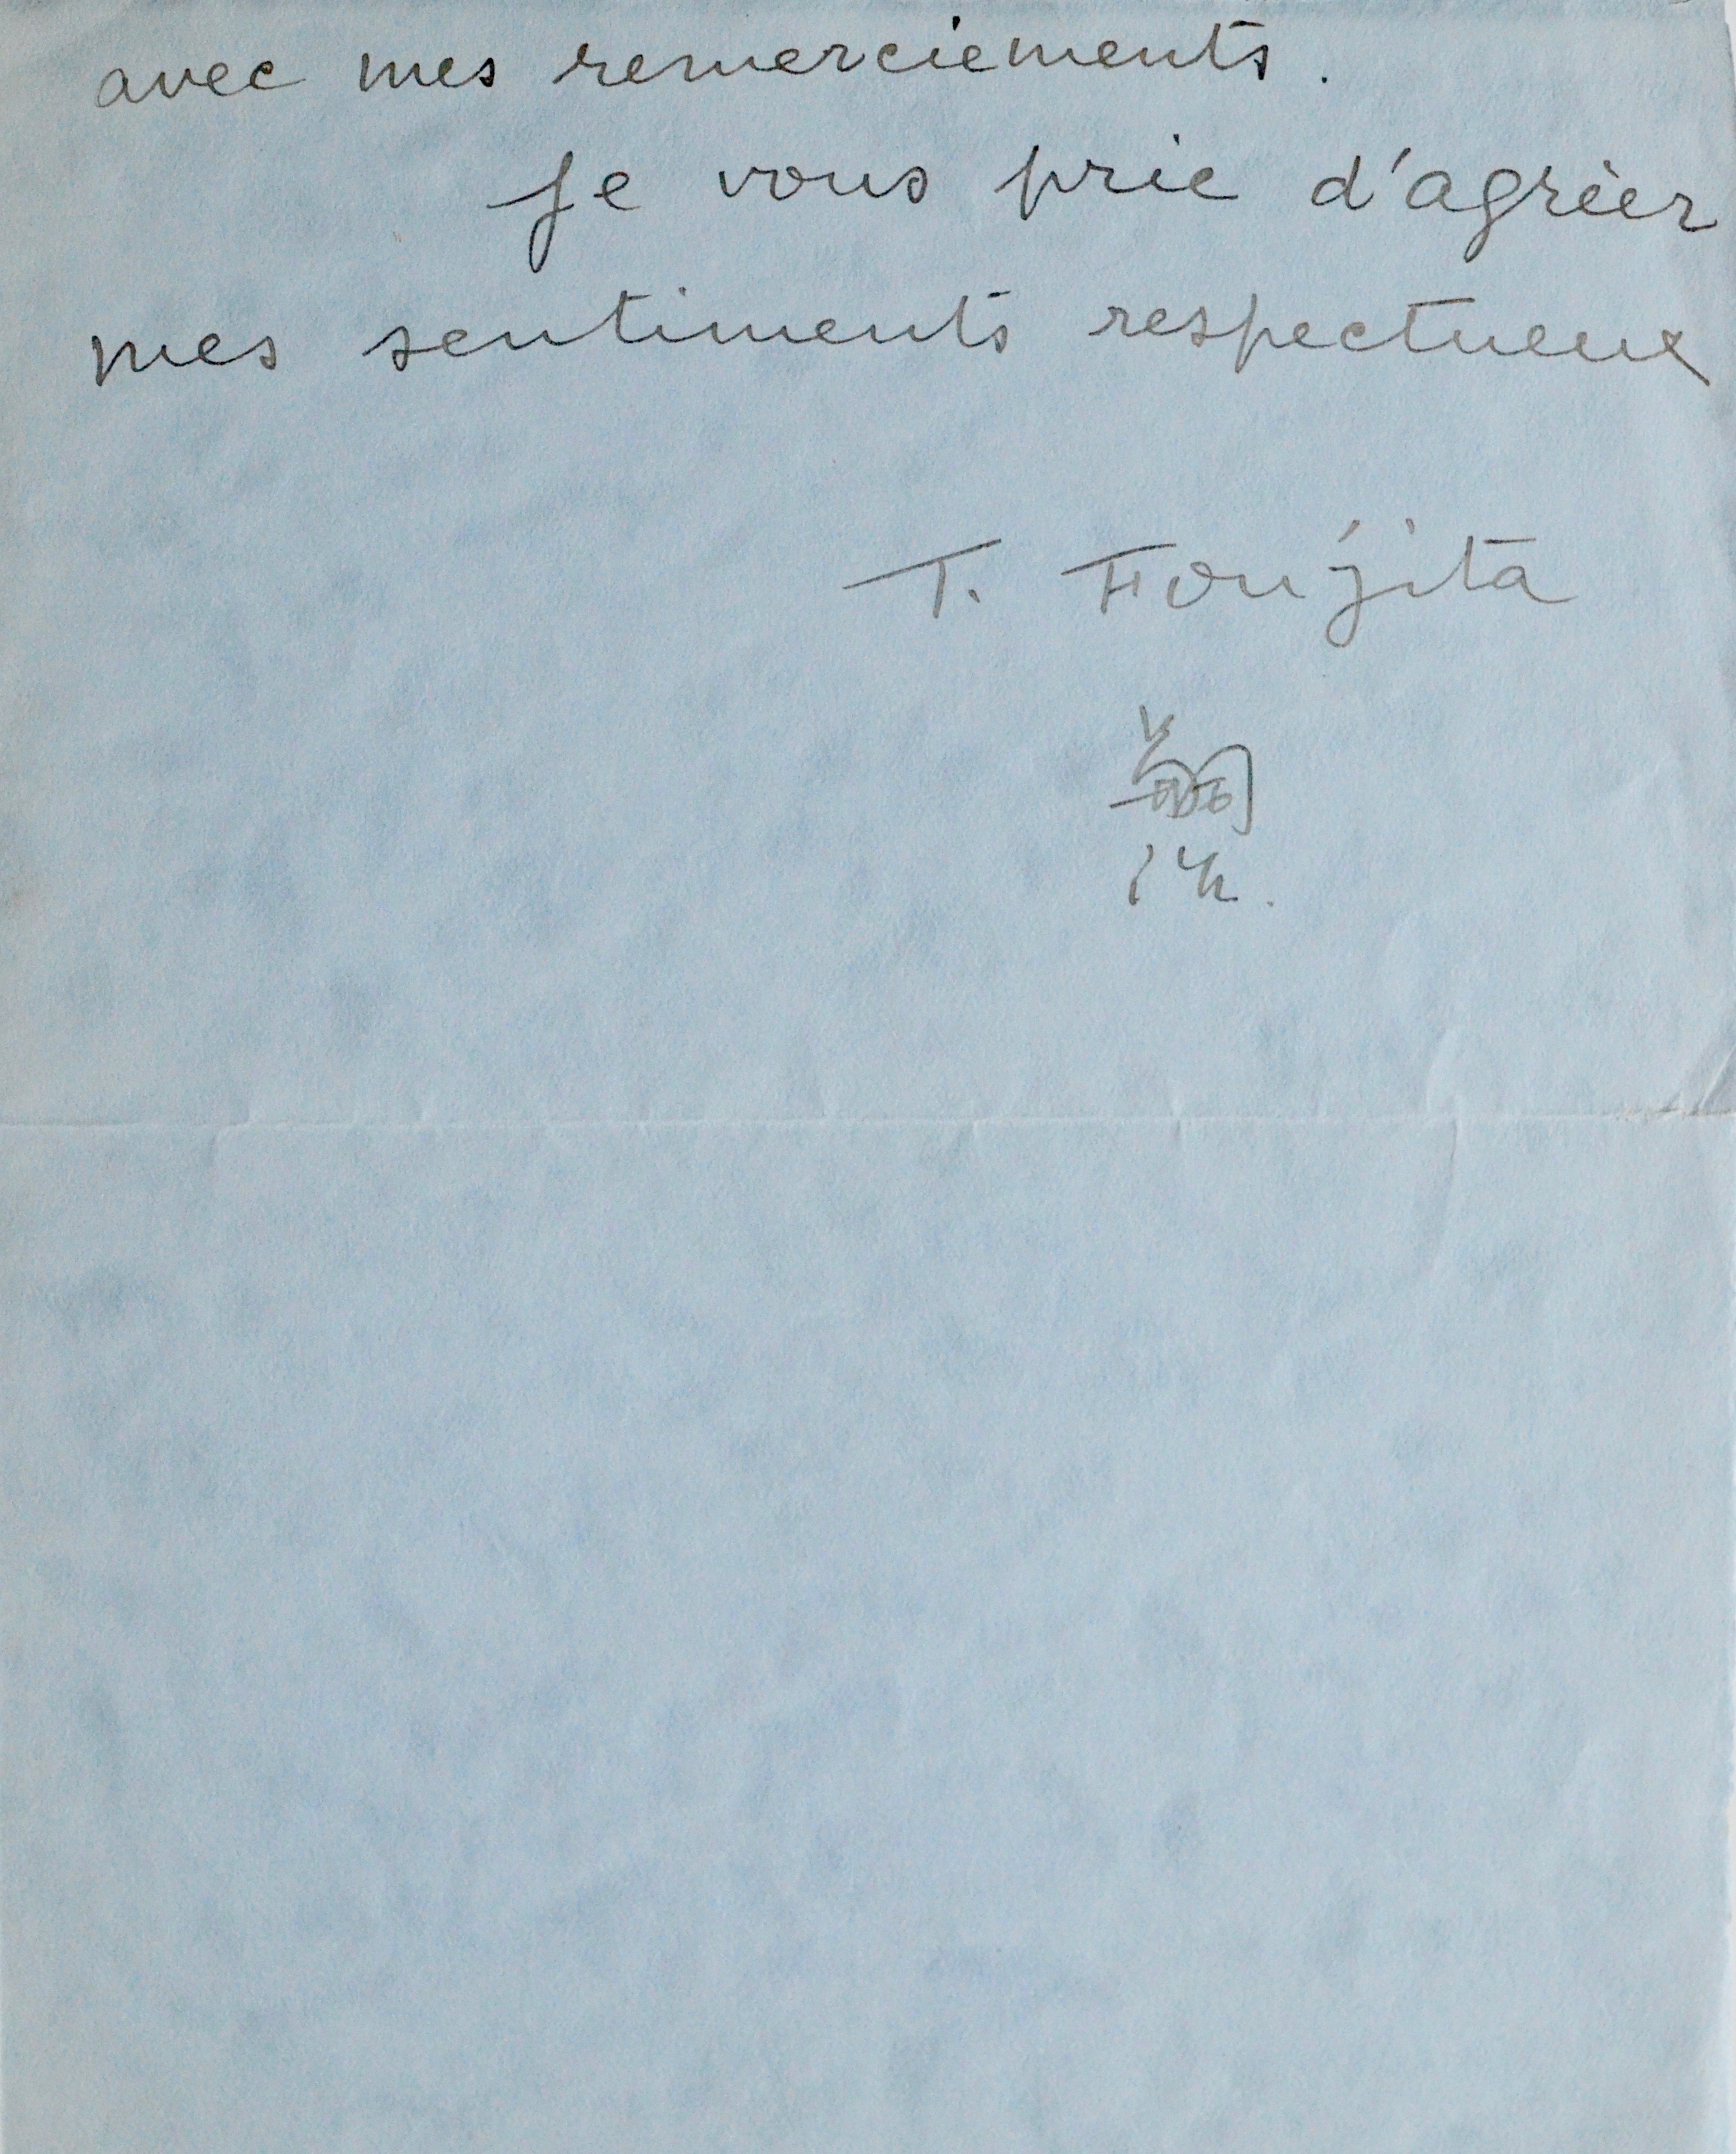 avec mes remerciements.
Je vous prie d'agréer
mes sentiments respectueux
T. Foujita